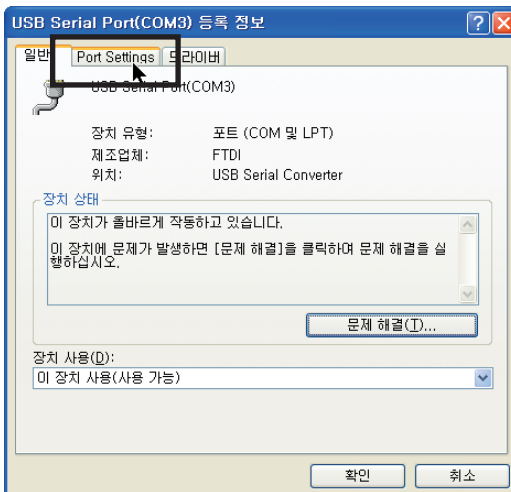 USB Serial Port(COM3) 등록 정보
일반 Port Settings 드라이버
USB Serial Port(COM3)
장치 유형: 포트 (COM 및 LPT)
제조업체: FTDI
위치: USB Serial Converter
장치 상태
이 장치가 올바르게 작동하고 있습니다.
이 장치에 문제가 발생하면 [문제 해결]을 클릭하여 문제 해결을 실
행하십시오.
문제 해결(T)...
장치 사용(D):
이 장치 사용(사용 가능)
확인 취소